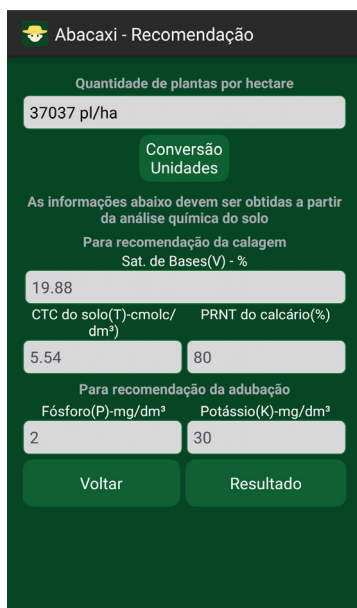 Abacaxi - Recomendação
Quantidade de plantas por hectare
37037 pl/ha
Conversão
Unidades
As informações abaixo devem ser obtidas a partir
da análise química do solo
Para recomendação da calagem
Sat. de Bases(V) - %
19.88
CTC do solo(T)-cmolc/
dm³)
PRNT do calcário(%)
5.54
80
Para recomendação da adubação
Fósforo(P)-mg/dm³
Potássio(K)-mg/dm³
2
30
Voltar
Resultado